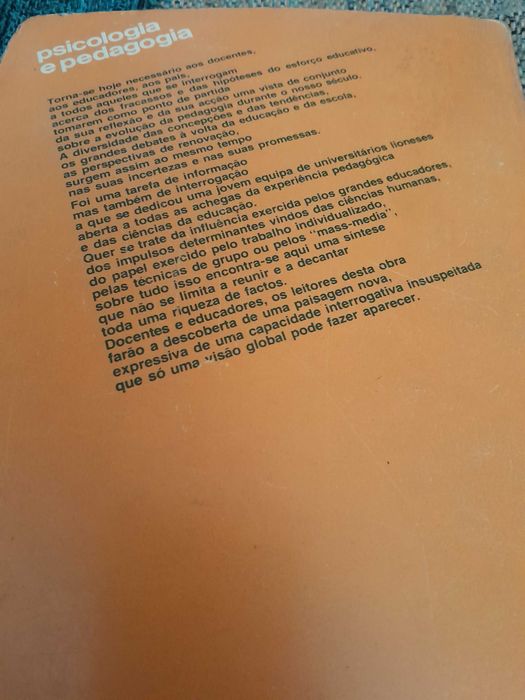 psicologia
e pedagogia
Torna-se hoje necessário aos docentes,
aos educadores, aos pais,
a todos aqueles que se interrogam
acerca dos fracassos e das hipóteses do esforço educativo,
tomarem como ponto de partida
da sua reflexão e da sua acção uma vista de conjunto
sobre a evolução da pedagogia durante o nosso século.
A diversidade das concepções e das tendências,
os grandes debates à volta da educação e da escola,
as perspectivas de renovação,
surgem assim ao mesmo tempo
nas suas incertezas e nas suas promessas.
Foi uma tarefa de informação
mas também de interrogação
a que se dedicou uma jovem equipa de universitários lioneses
aberta a todas as achegas da experiência pedagógica
e das ciências da educação.
Quer se trate da influência exercida pelos grandes educadores,
dos impulsos determinantes vindos das ciências humanas,
do papel exercido pelo trabalho individualizado,
pelas técnicas de grupo ou pelos "mass-media",
sobre tudo isso encontra-se aqui uma síntese
que não se limita a reunir e a decantar
toda uma riqueza de factos.
Docentes e educadores, os leitores desta obra
farão a descoberta de uma paisagem nova,
expressiva de uma capacidade interrogativa insuspeitada
que só uma visão global pode fazer aparecer.